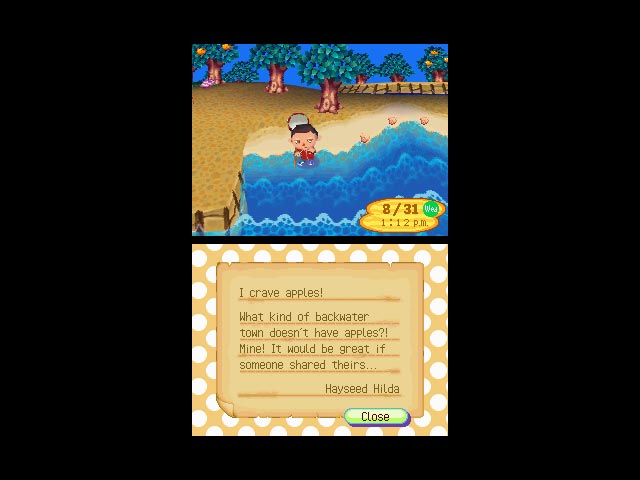 8/31 Wed
1:12 p.m.
I crave apples!
What kind of backwater
town doesn't have apples?!
Mine! It would be great if
someone shared theirs...
Hayseed Hilda
Close